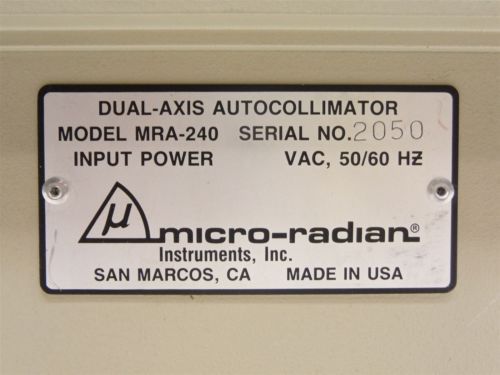 DUAL-AXIS AUTOCOLLIMATOR
MODEL MRA-240 SERIAL NO. 2050
INPUT POWER VAC, 50/60 HZ
μ micro-radian®
Instruments, Inc.
SAN MARCOS, CA MADE IN USA